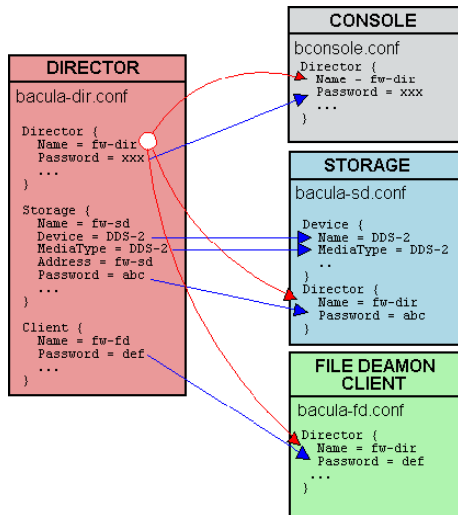 DIRECTOR
bacula-dir.conf
Director {
Name = fw-dir
Password = xxx
...
}
Storage {
Name = fw-sd
Device = DDS-2
MediaType = DDS-2
Address = fw-sd
Password = abc
...
}
Client {
Name = fw-fd
Password = def
...
}
CONSOLE
bconsole.conf
Director {
Name - fw-dir
Password = xxx
...
}
STORAGE
bacula-sd.conf
Device {
Name = DDS-2
MediaType = DDS-2
..
}
Director {
Name = fw-dir
Password = abc
}
FILE DEAMON
CLIENT
bacula-fd.conf
Director {
Name = fw-dir
Password = def
...
}